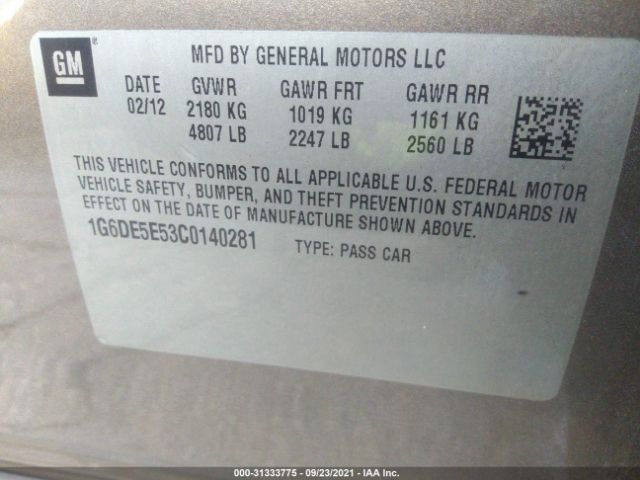 GM
MFD BY GENERAL MOTORS LLC
DATE GVWR GAWR FRT GAWR RR
02/12 2180 KG 1019 KG 1161 KG
4807 LB 2247 LB 2560 LB
THIS VEHICLE CONFORMS TO ALL APPLICABLE U.S. FEDERAL MOTOR
VEHICLE SAFETY, BUMPER, AND THEFT PREVENTION STANDARDS IN
EFFECT ON THE DATE OF MANUFACTURE SHOWN ABOVE.
1G6DE5E53C0140281 TYPE: PASS CAR
000-31333775 - 09/23/2021 - IAA Inc.